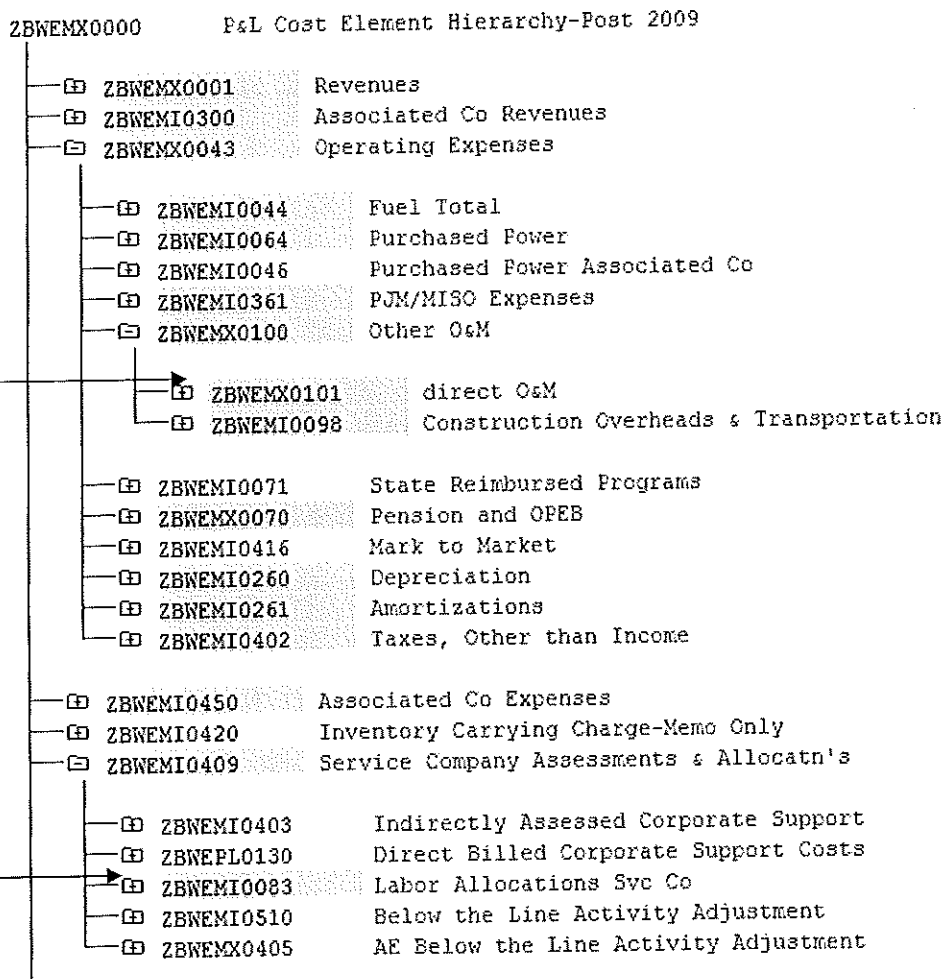 ZBWEMX0000 P&L Cost Element Hierarchy-Post 2009
ZBWEMX0001 Revenues
ZBWEMI0300 Associated Co Revenues
ZBWEMX0043 Operating Expenses
ZBWEMI0044 Fuel Total
ZBWEMI0064 Purchased Power
ZBWEMI0046 Purchased Power Associated Co
ZBWEMI0361 PJM/MISO Expenses
ZBWEMX0100 Other O&M
ZBWEMX0101 direct O&M
ZBWEMI0098 Construction Overheads & Transportation
ZBWEMI0071 State Reimbursed Programs
ZBWEMX0070 Pension and OPEB
ZBWEMI0416 Mark to Market
ZBWEMI0260 Depreciation
ZBWEMI0261 Amortizations
ZBWEMI0402 Taxes, Other than Income
ZBWEMI0450 Associated Co Expenses
ZBWEMI0420 Inventory Carrying Charge-Memo Only
ZBWEMI0409 Service Company Assessments & Allocatn's
ZBWEMI0403 Indirectly Assessed Corporate Support
ZBWEPL0130 Direct Billed Corporate Support Costs
ZBWEMI0083 Labor Allocations Svc Co
ZBWEMI0510 Below the Line Activity Adjustment
ZBWEMX0405 AE Below the Line Activity Adjustment